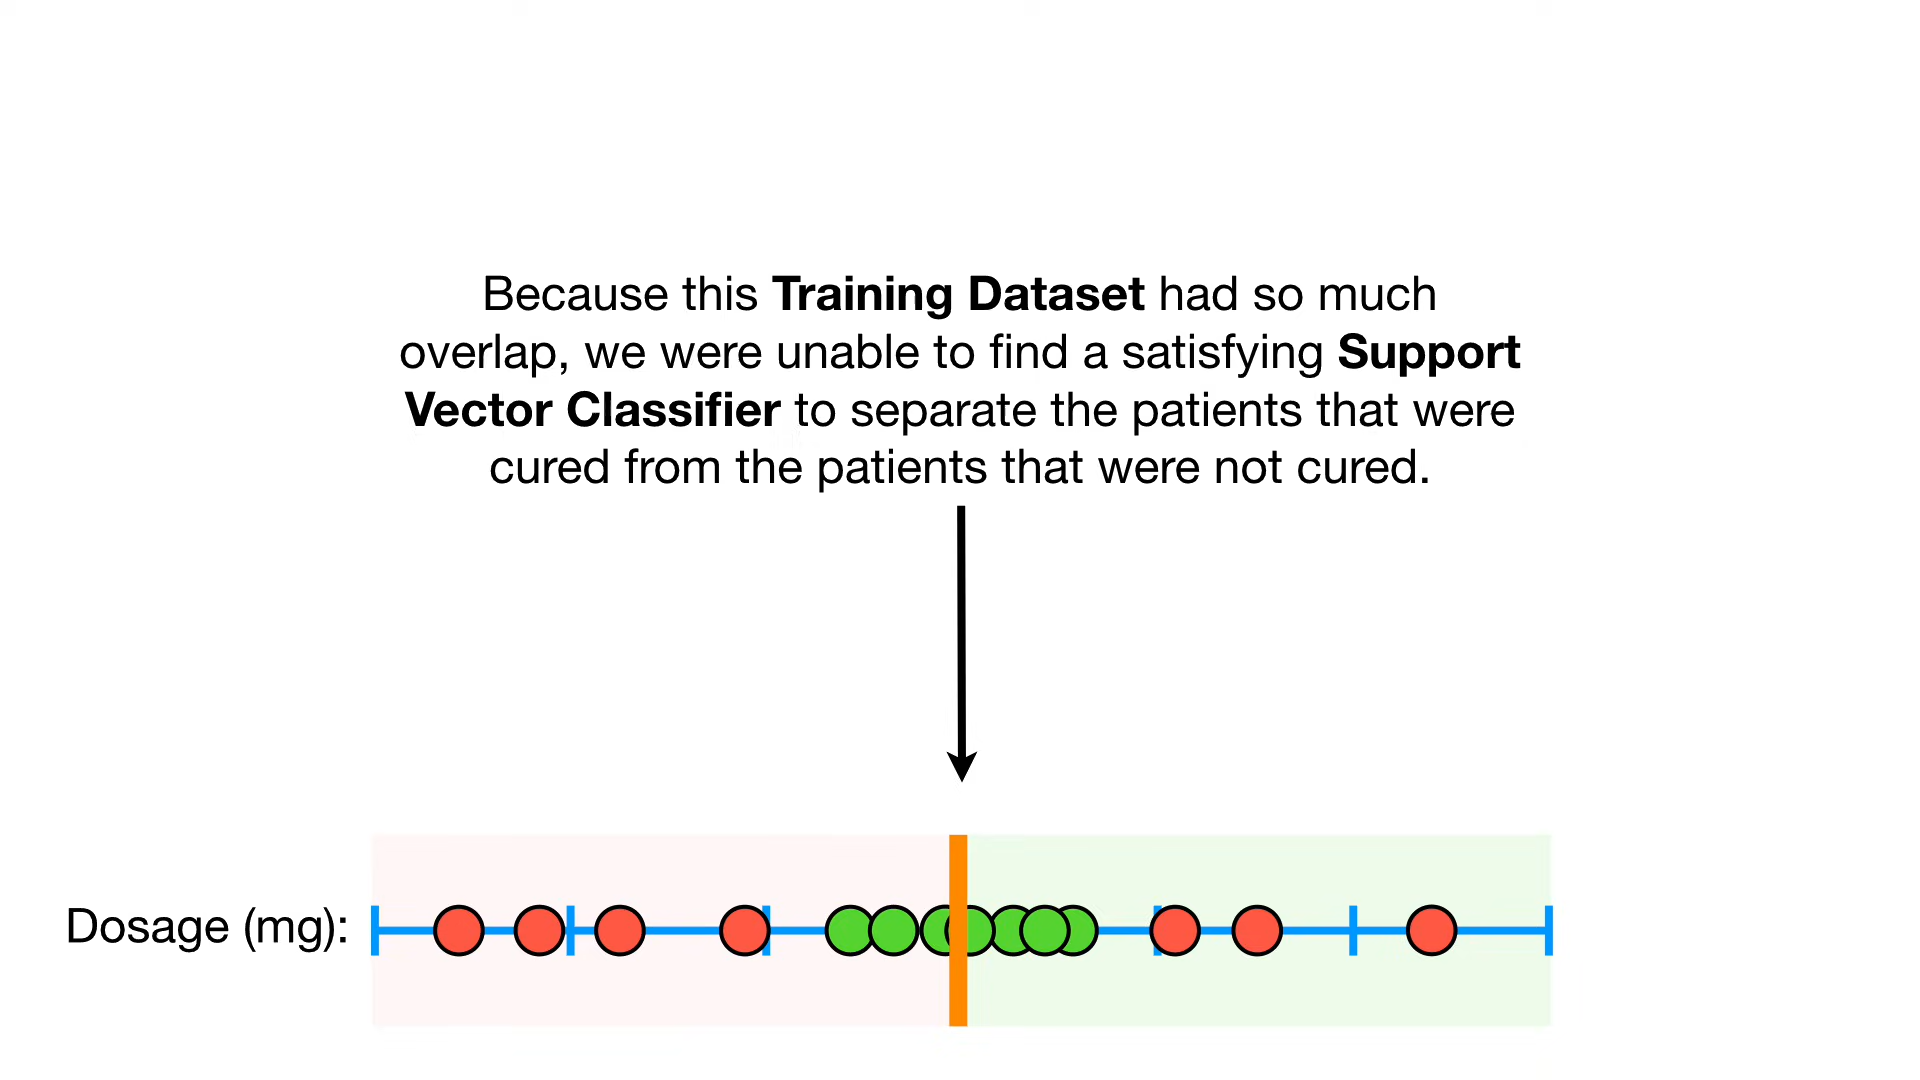 Because this Training Dataset had so much
overlap, we were unable to find a satisfying Support
Vector Classifier to separate the patients that were
cured from the patients that were not cured.
Dosage (mg):